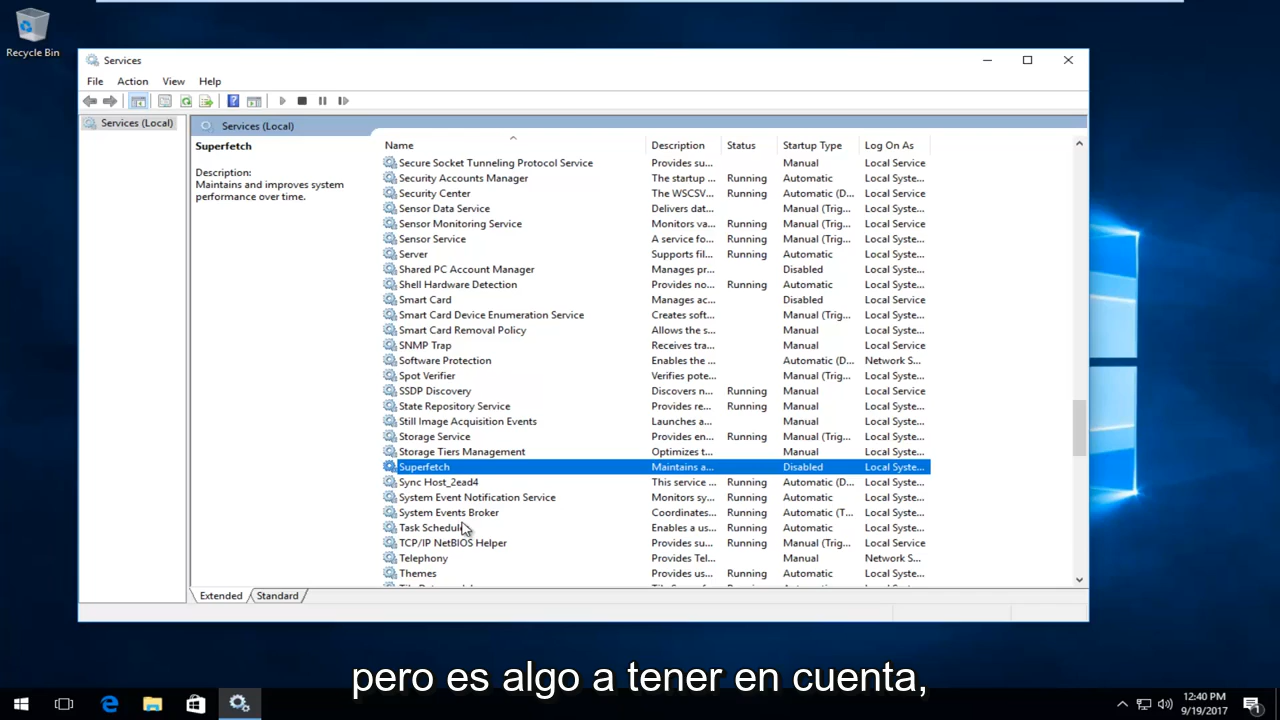 Recycle Bin
Services
File Action View Help
Services (Local)
Services (Local)
Superfetch
Description:
Maintains and improves system
performance over time.
Name Description Status Startup Type Log On As
Secure Socket Tunneling Protocol Service Provides su... Manual Local Service
Security Accounts Manager The startup ... Running Automatic Local Syste...
Security Center The WSCSV... Running Automatic (D... Local Service
Sensor Data Service Delivers dat... Manual (Trig... Local Syste...
Sensor Monitoring Service Monitors va... Running Manual (Trig... Local Service
Sensor Service A service fo... Running Manual (Trig... Local Syste...
Server Supports fil... Running Automatic Local Syste...
Shared PC Account Manager Manages pr... Disabled Local Syste...
Shell Hardware Detection Provides no... Running Automatic Local Syste...
Smart Card Manages ac... Disabled Local Service
Smart Card Device Enumeration Service Creates soft... Manual (Trig... Local Syste...
Smart Card Removal Policy Allows the s... Manual Local Syste...
SNMP Trap Receives tra... Manual Local Service
Software Protection Enables the ... Automatic (D... Network S...
Spot Verifier Verifies pote... Manual (Trig... Local Syste...
SSDP Discovery Discovers n... Running Manual Local Service
State Repository Service Provides re... Running Manual Local Syste...
Still Image Acquisition Events Launches a... Manual Local Syste...
Storage Service Provides en... Running Manual (Trig... Local Syste...
Storage Tiers Management Optimizes t... Manual Local Syste...
Superfetch Maintains a... Disabled Local Syste...
Sync Host_2ead4 This service ... Running Automatic (D... Local Syste...
System Event Notification Service Monitors sy... Running Automatic Local Syste...
System Events Broker Coordinates... Running Automatic (T... Local Syste...
Task Schedule Enables a us... Running Automatic Local Syste...
TCP/IP NetBIOS Helper Provides su... Running Manual (Trig... Local Service
Telephony Provides Tel... Manual Network S...
Themes Provides us... Running Automatic Local Syste...
Extended Standard
pero es algo a tener en cuenta,
12:40 PM
9/19/2017
1